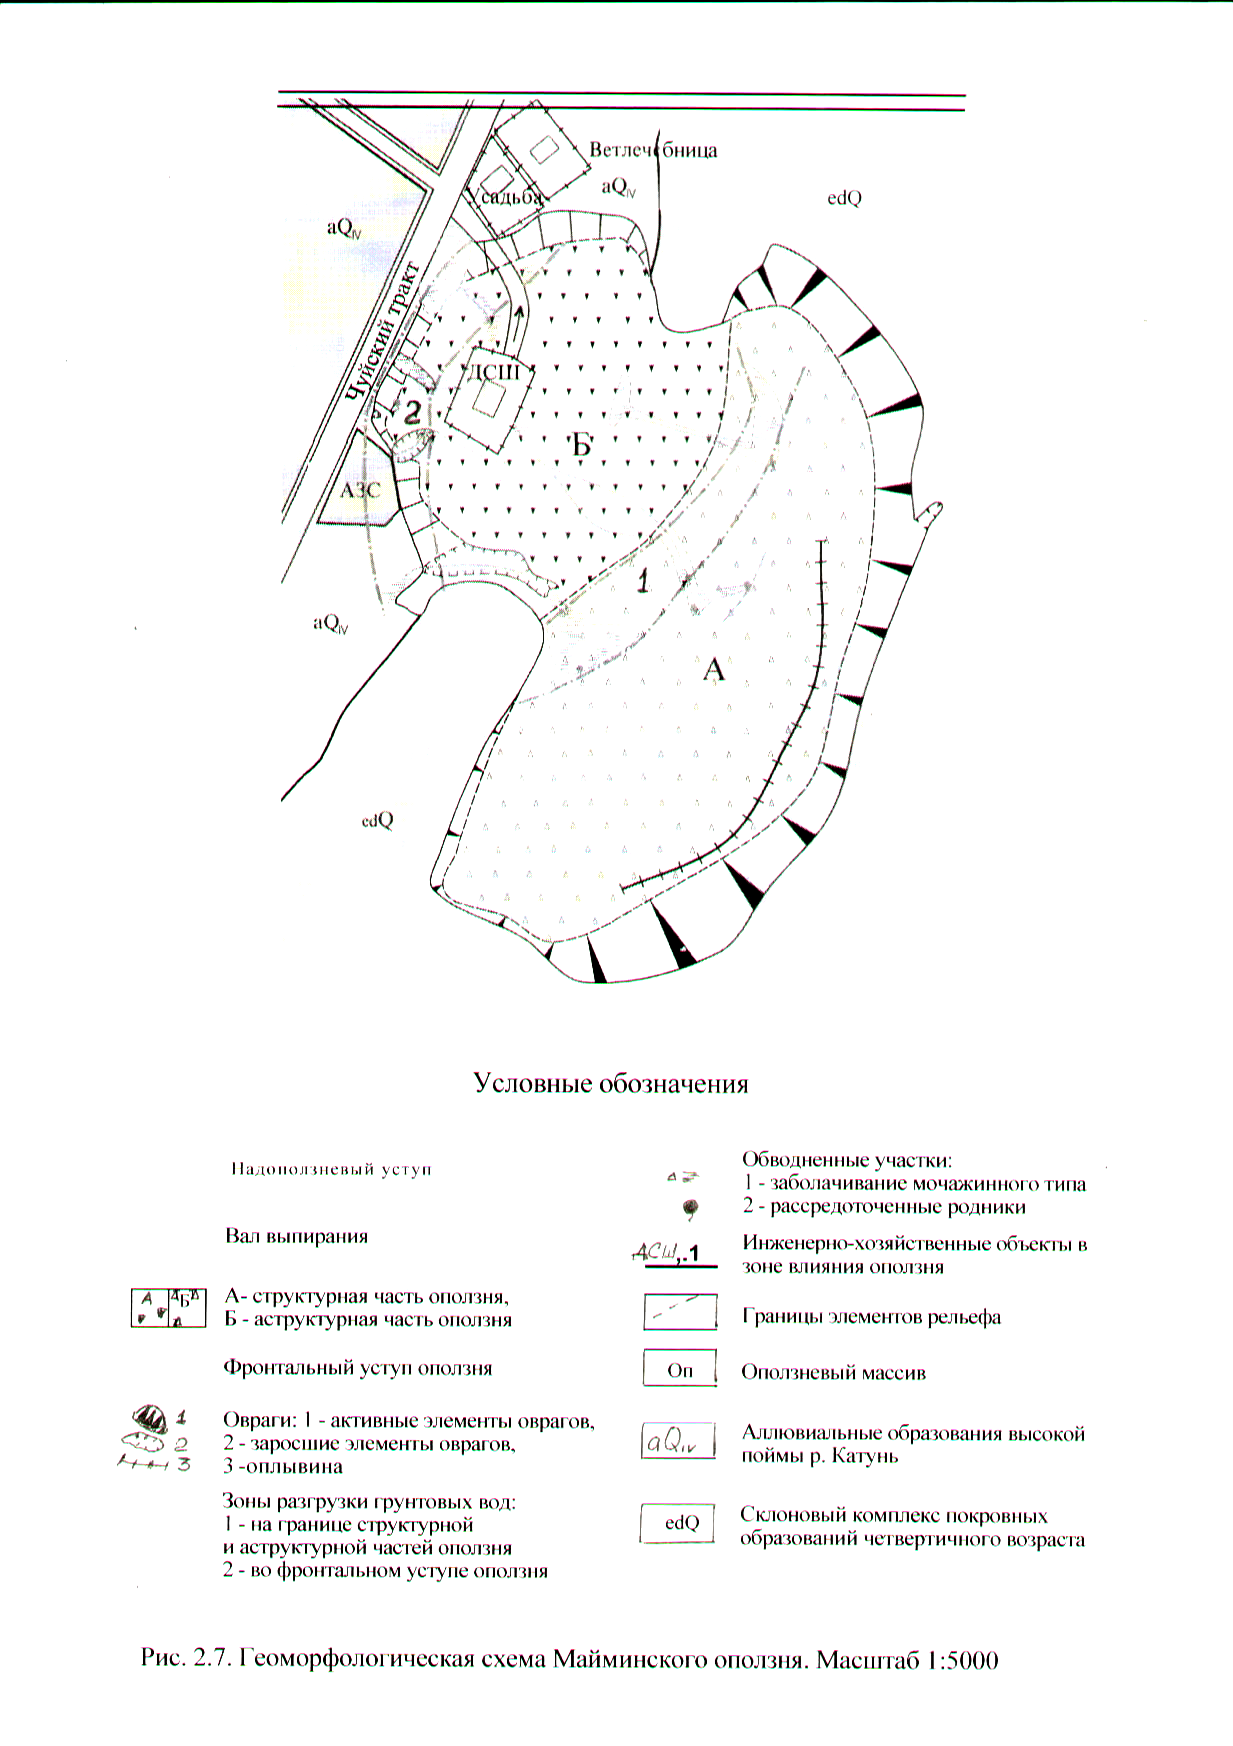 Ветлечебница
Усадьба
aQIV
edQ
aQIV
Чуйский тракт
ДСШ
2
Б
АЗС
1
aQIV
А
edQ
Условные обозначения
Надоползневый уступ
Вал выпирания
А Б
А- структурная часть оползня,
Б - аструктурная часть оползня
Фронтальный уступ оползня
1
2
3
Овраги: 1 - активные элементы оврагов,
2 - заросшие элементы оврагов,
3 -оплывина
Зоны разгрузки грунтовых вод:
1 - на границе структурной
и аструктурной частей оползня
2 - во фронтальном уступе оползня
Обводненные участки:
1 - заболачивание мочажинного типа
2 - рассредоточенные родники
ДСШ, .1
Инженерно-хозяйственные объекты в
зоне влияния оползня
Границы элементов рельефа
Оп
Оползневый массив
aQIV
Аллювиальные образования высокой
поймы р. Катунь
edQ
Склоновый комплекс покровных
образований четвертичного возраста
Рис. 2.7. Геоморфологическая схема Майминского оползня. Масштаб 1:5000